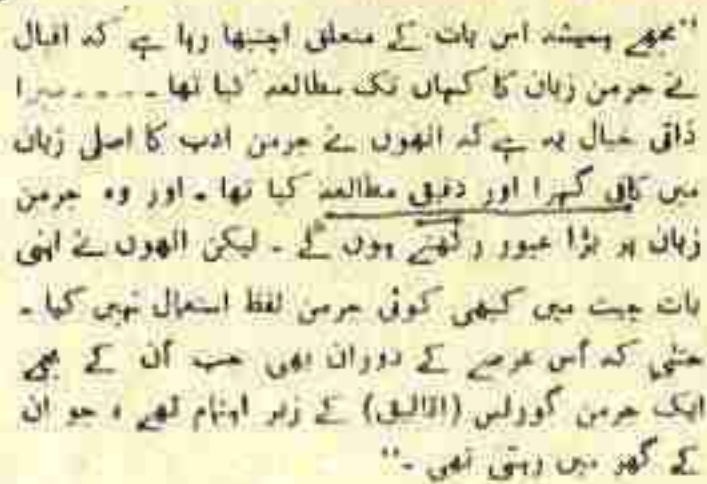 "مجھے ہمیشہ اس بات کے متعلق اچنبھا رہا ہے کہ اقبال
نے جرمن زبان کا کہاں تک مطالعہ کیا تھا ۔ ۔ ۔ ۔ ۔ میرا
ذاتی خیال یہ ہے کہ انھوں نے جرمن ادب کا اصلی زبان
میں کافی گہرا اور دقیق مطالعہ کیا تھا ۔ اور وہ جرمن
زبان پر بڑا عبور رکھتے ہوں گے ۔ لیکن انھوں نے اپنی
بات چیت میں کبھی کوئی جرمن لفظ استعمال نہیں کیا ۔
حتٰی کہ اُس عرصے کے دوران بھی جب اُن کے بچے
ایک جرمن گورنس (اتالیق) کے زیر اہتمام تھے ، جو ان
کے گھر میں رہتی تھی ۔"